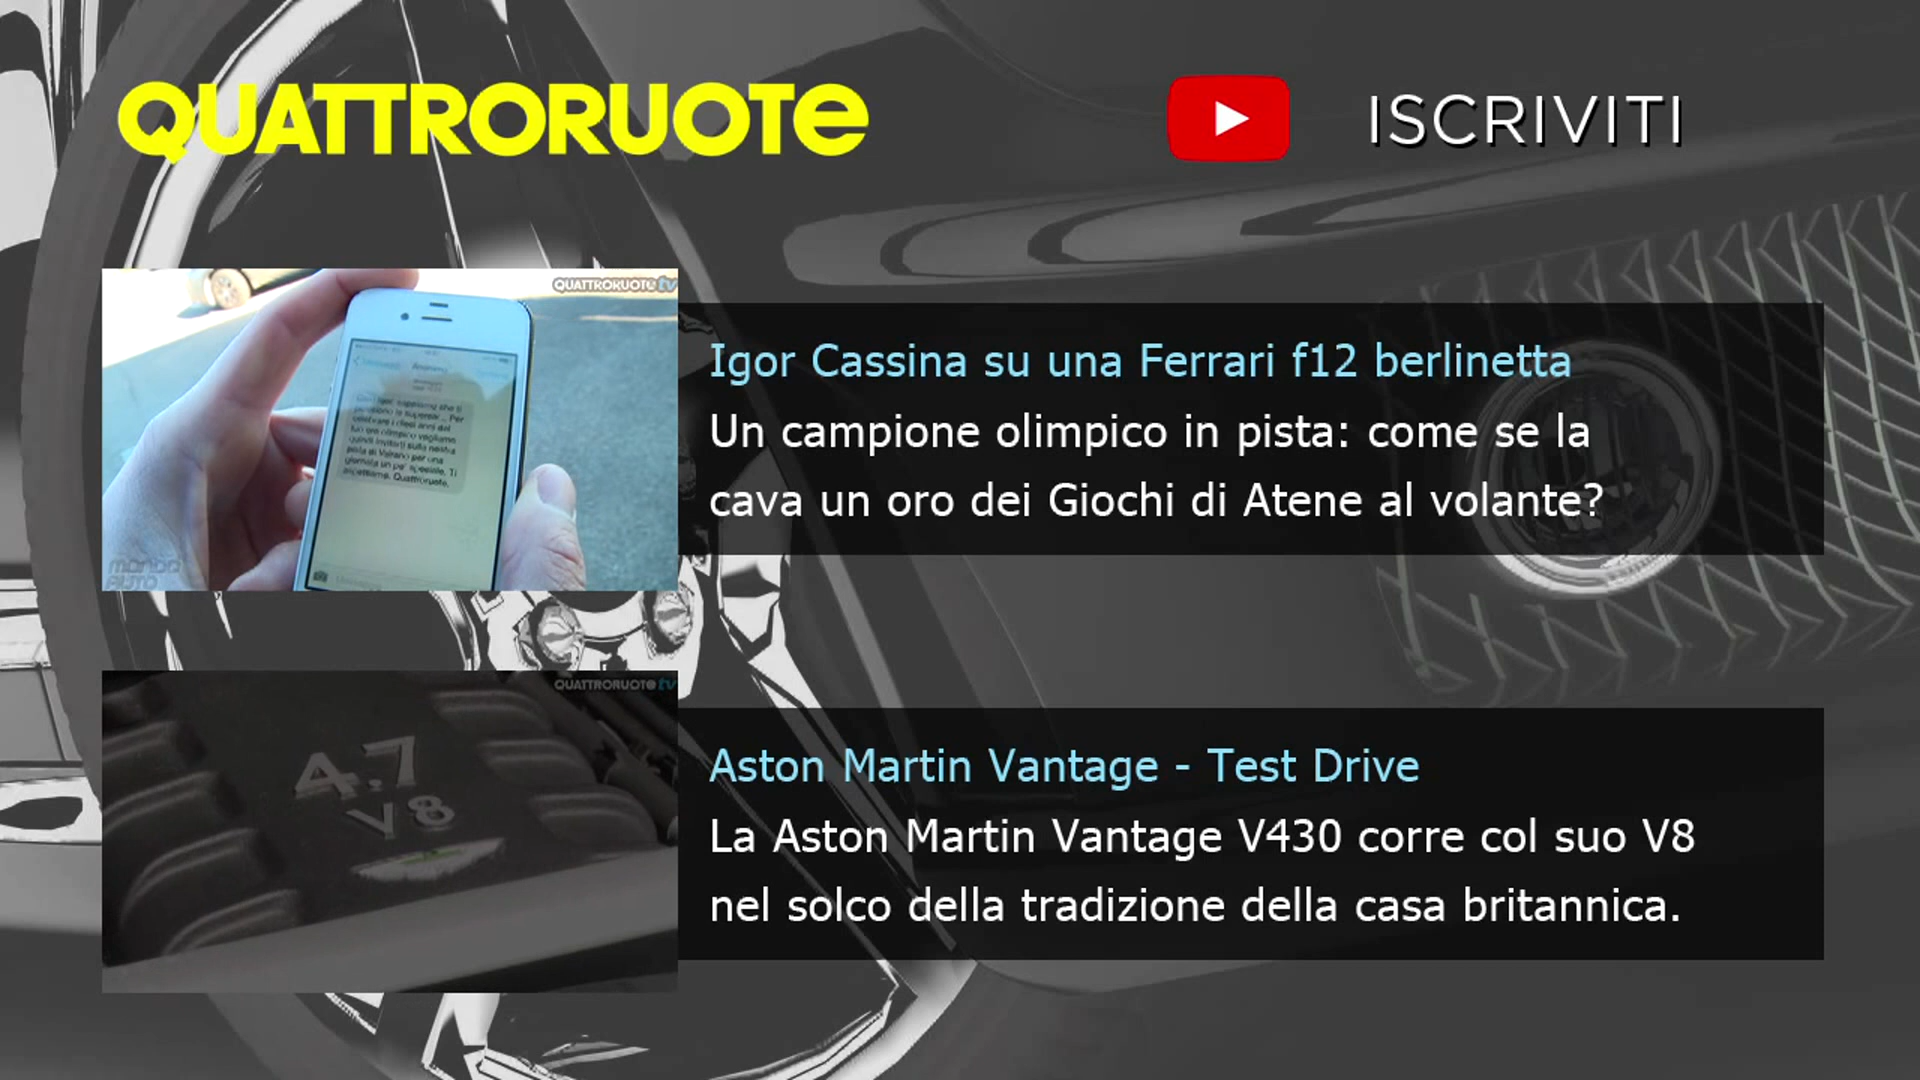 QUATTRORUOTe
ISCRIVITI
QUATTRORUOTe tv
Igor Cassina su una Ferrari f12 berlinetta
Un campione olimpico in pista: come se la
cava un oro dei Giochi di Atene al volante?
QUATTRORUOTe tv
4.7
V8
Aston Martin Vantage - Test Drive
La Aston Martin Vantage V430 corre col suo V8
nel solco della tradizione della casa britannica.